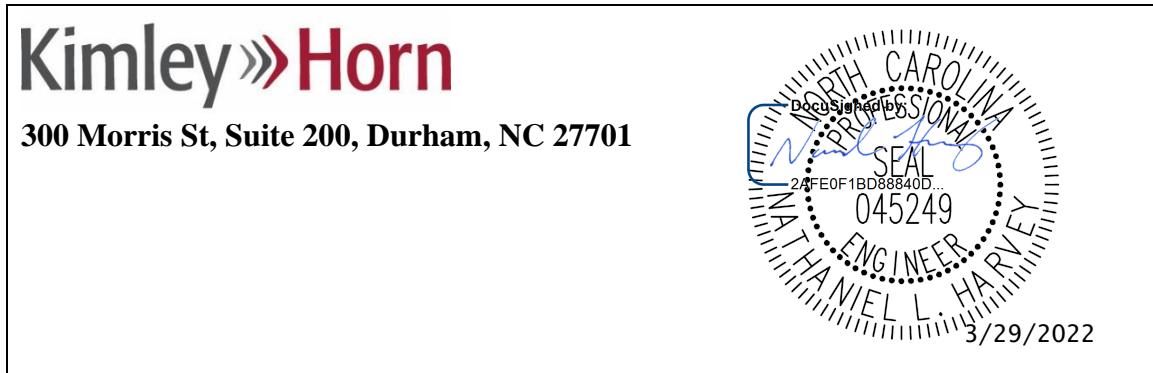 Kimley»Horn
300 Morris St, Suite 200, Durham, NC 27701
NORTH CAROLINA
PROFESSIONAL
DocuSigned by:
SEAL
2AFE0F1BD88840D...
045249
ENGINEER
NATHANIEL L. HARVEY
3/29/2022